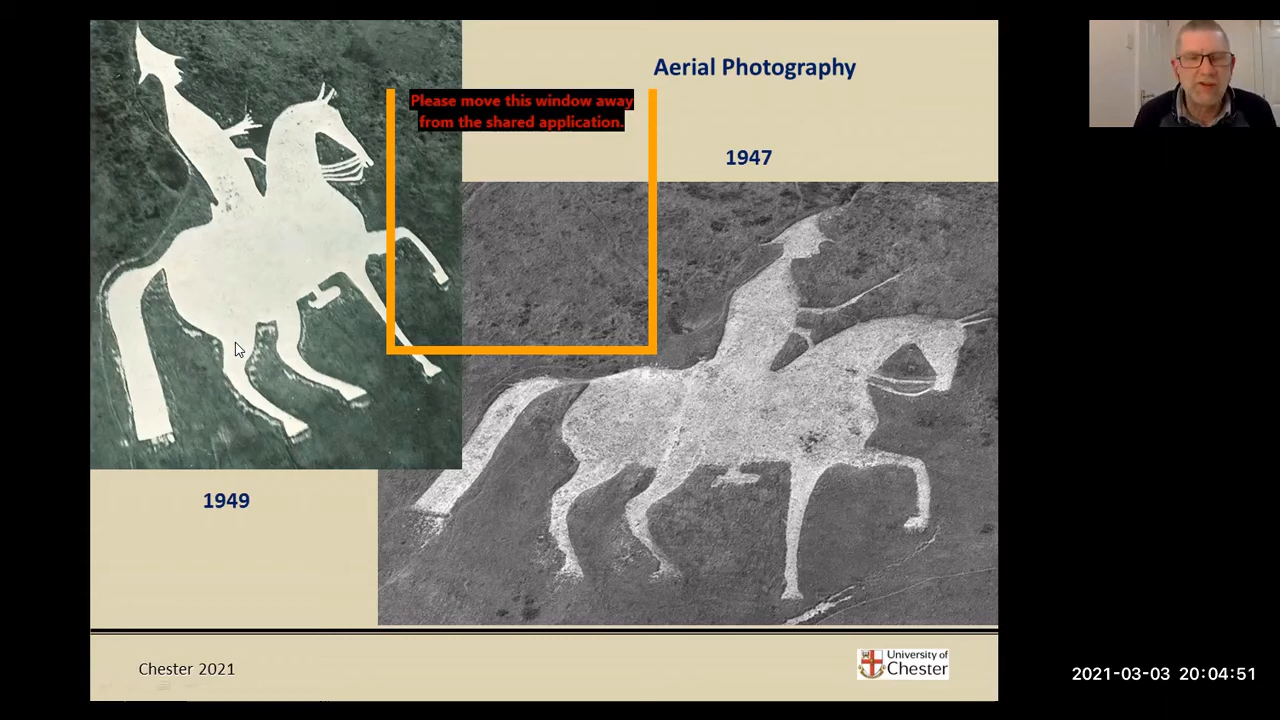 Aerial Photography
Please move this window away
from the shared application.
1947
1949
Chester 2021
University of
Chester
2021-03-03 20:04:51